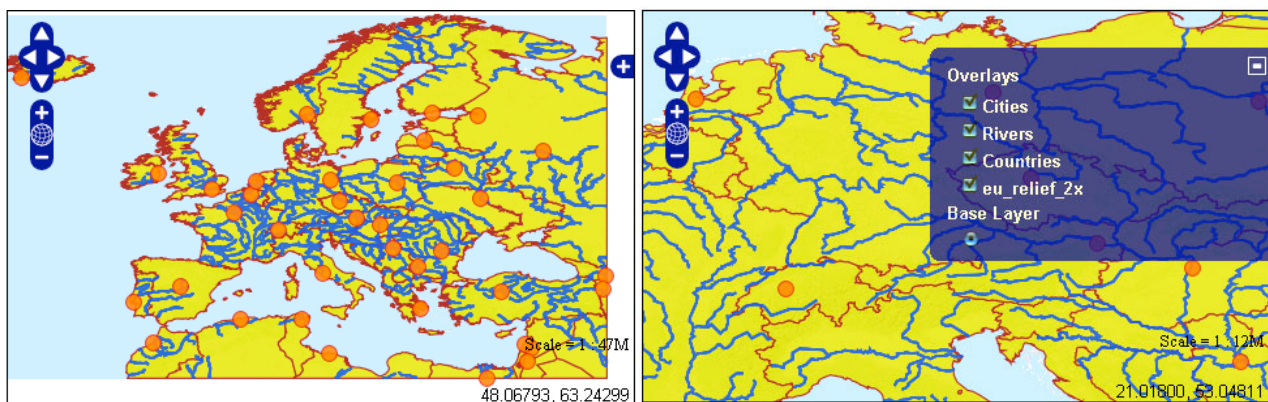 Scale = 1 : 47M
48.06793, 63.24299
Overlays
Cities
Rivers
Countries
eu_relief_2x
Base Layer
Scale = 1 : 12M
21.01800, 53.04811